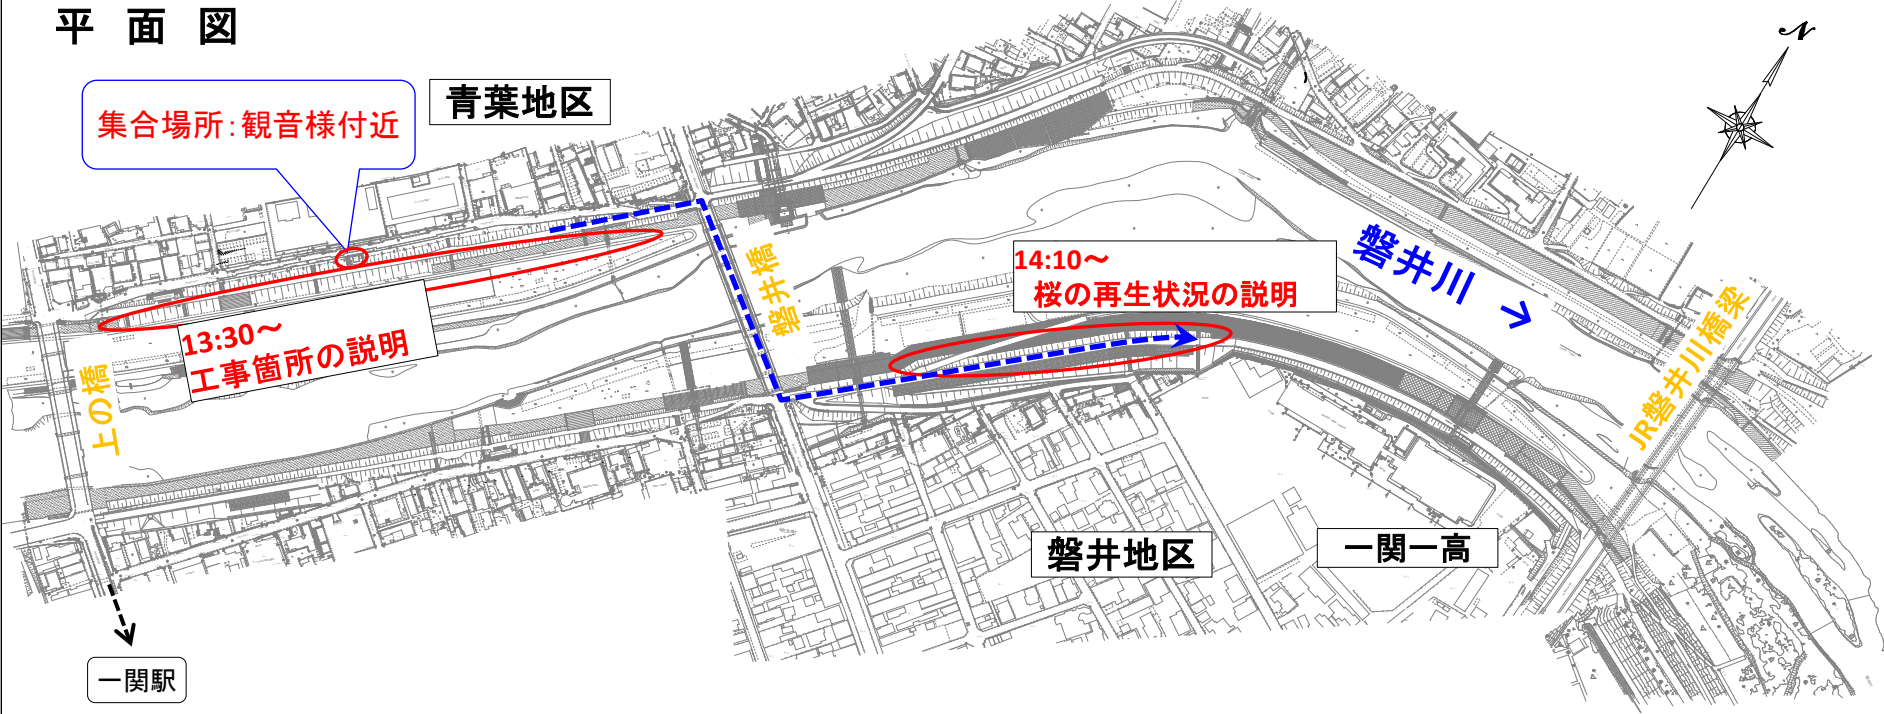 平 面 図
集合場所：観音様付近
青葉地区
13:30～
工事箇所の説明
上の橋
磐井橋
14:10～
桜の再生状況の説明
磐井川
JR磐井川橋梁
磐井地区
一関一高
一関駅
N